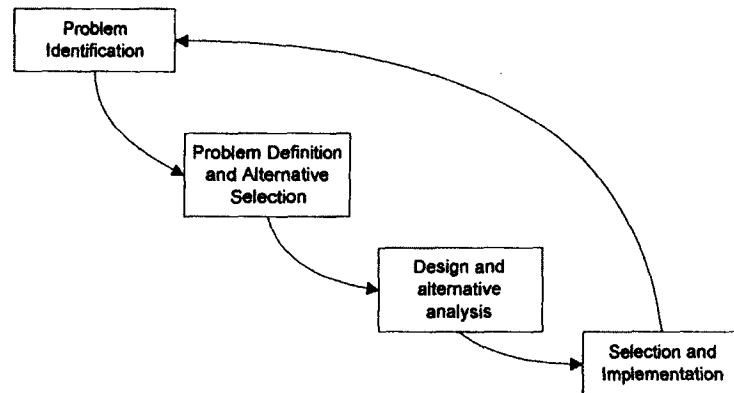 Problem
Identification
Problem Definition
and Alternative
Selection
Design and
alternative
analysis
Selection and
Implementation